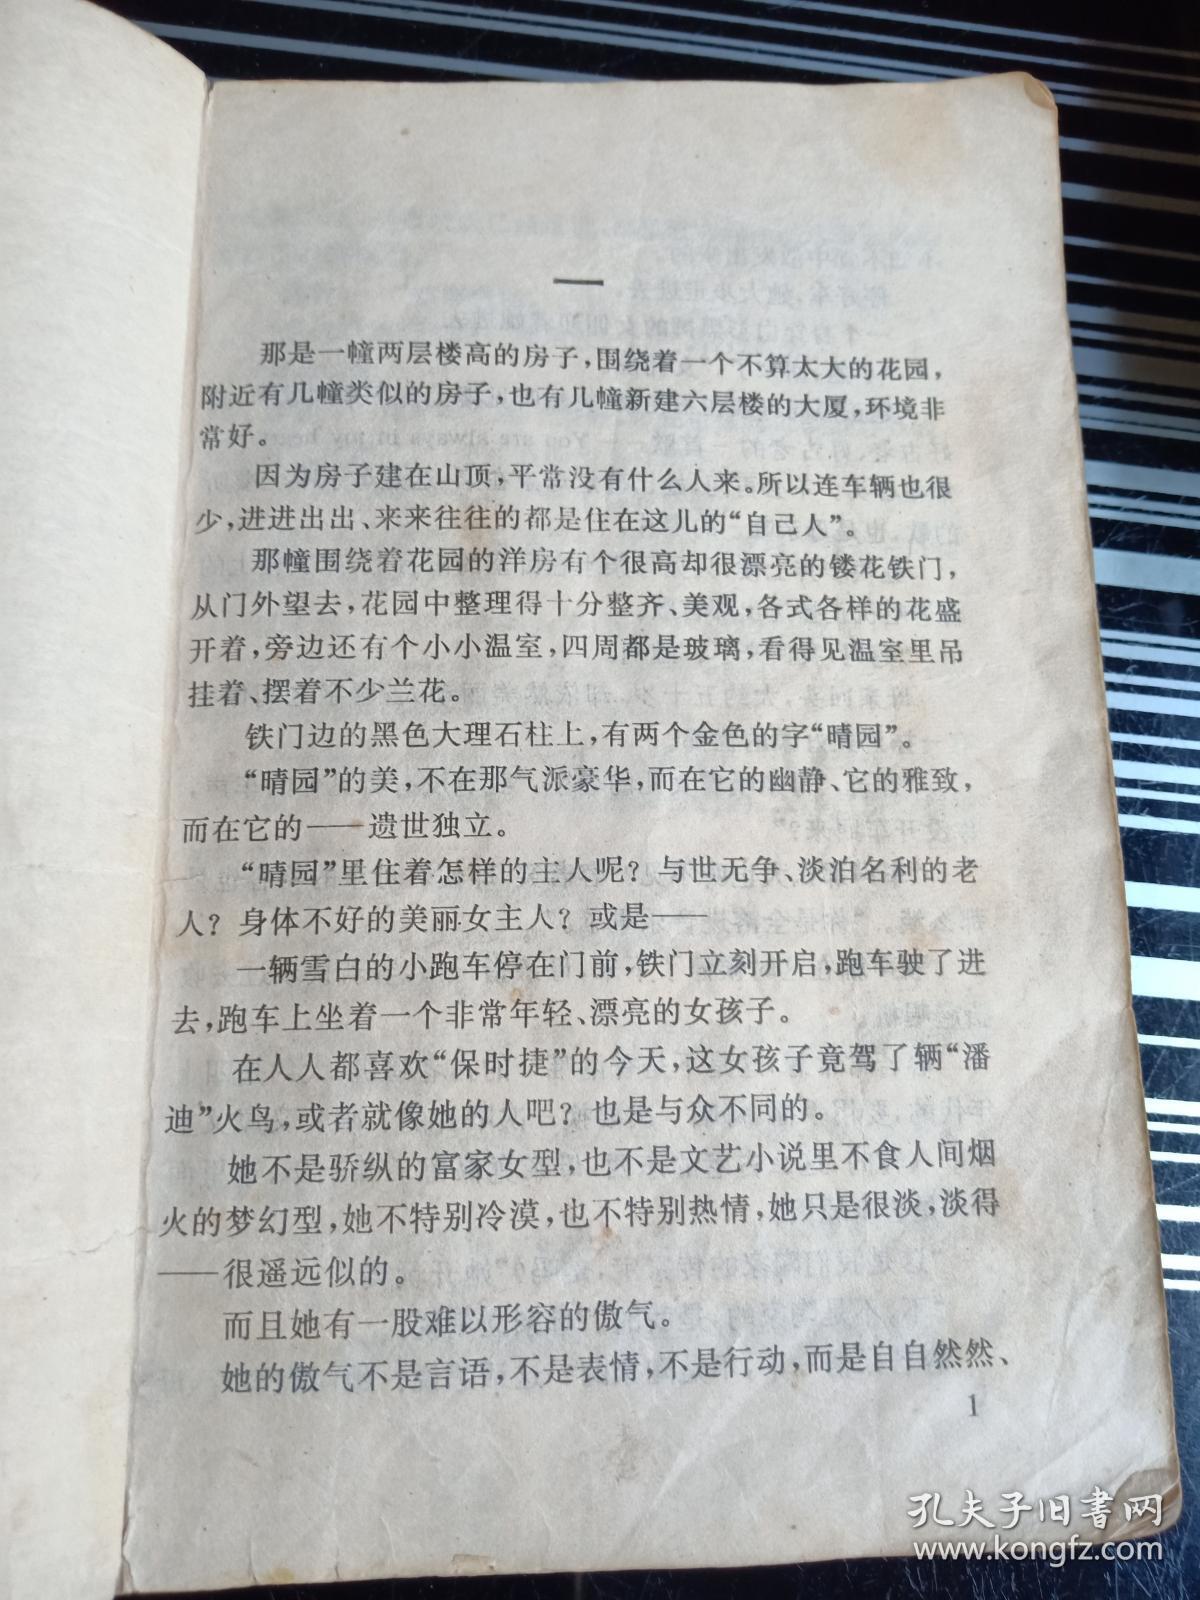 一
那是一幢两层楼高的房子，围绕着一个不算太大的花园，
附近有几幢类似的房子，也有几幢新建六层楼的大厦，环境非
常好。
因为房子建在山顶，平常没有什么人来。所以连车辆也很
少，进进出出、来来往往的都是住在这儿的“自己人”。
那幢围绕着花园的洋房有个很高却很漂亮的镂花铁门，
从门外望去，花园中整理得十分整齐、美观，各式各样的花盛
开着，旁边还有个小小温室，四周都是玻璃，看得见温室里吊
挂着、摆着不少兰花。
铁门边的黑色大理石柱上，有两个金色的字“晴园”。
“晴园”的美，不在那气派豪华，而在它的幽静、它的雅致，
而在它的——遗世独立。
“晴园”里住着怎样的主人呢？与世无争、淡泊名利的老
人？身体不好的美丽女主人？或是——
一辆雪白的小跑车停在门前，铁门立刻开启，跑车驶了进
去，跑车上坐着一个非常年轻、漂亮的女孩子。
在人人都喜欢“保时捷”的今天，这女孩子竟驾了辆“潘
迪”火鸟，或者就像她的人吧？也是与众不同的。
她不是骄纵的富家女型，也不是文艺小说里不食人间烟
火的梦幻型，她不特别冷漠，也不特别热情，她只是很淡，淡得
——很遥远似的。
而且她有一股难以形容的傲气。
她的傲气不是言语，不是表情，不是行动，而是自自然然、
1
孔夫子旧书网
www.kongfz.com